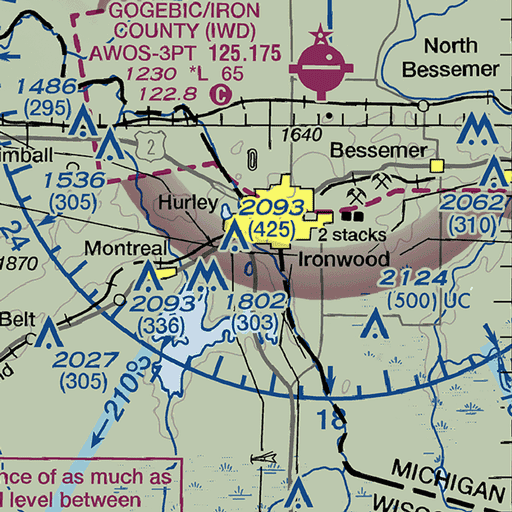 GOGEBIC/IRON
COUNTY (IWD)
AWOS-3PT 125.175
1230 *L 65
122.8 C
North
Bessemer
1486
(295)
2
1640
Bessemer
imball
1536
(305)
Hurley
2093
(425)
2062
(310)
24
2 stacks
Montreal
Ironwood
1870
2093
(336)
1802
(303)
2124
(500) UC
Belt
2027
(305)
210°
18
nce of as much as
l level between
MICHIGAN
WISC